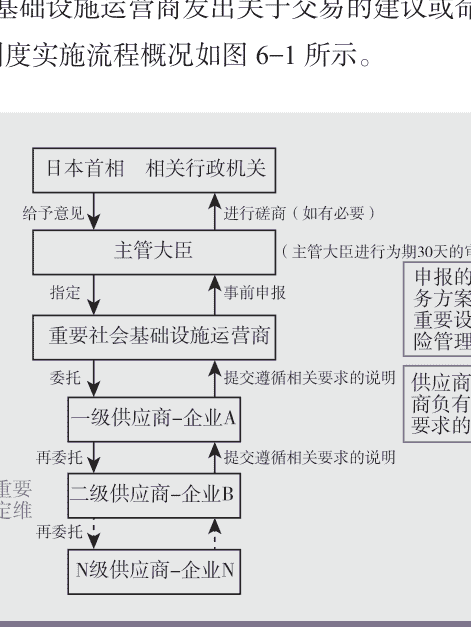 基础设施运营商发出关于交易的建议或命
度实施流程概况如图 6-1 所示。
日本首相 相关行政机关
给予意见
进行磋商（如有必要）
主管大臣
（主管大臣进行为期30天的审
指定
事前申报
申报的
务方案
重要设
险管理
重要社会基础设施运营商
委托
提交遵循相关要求的说明
供应商
商负有
要求的
一级供应商-企业A
再委托
提交遵循相关要求的说明
重要
定维
二级供应商-企业B
再委托
N级供应商-企业N